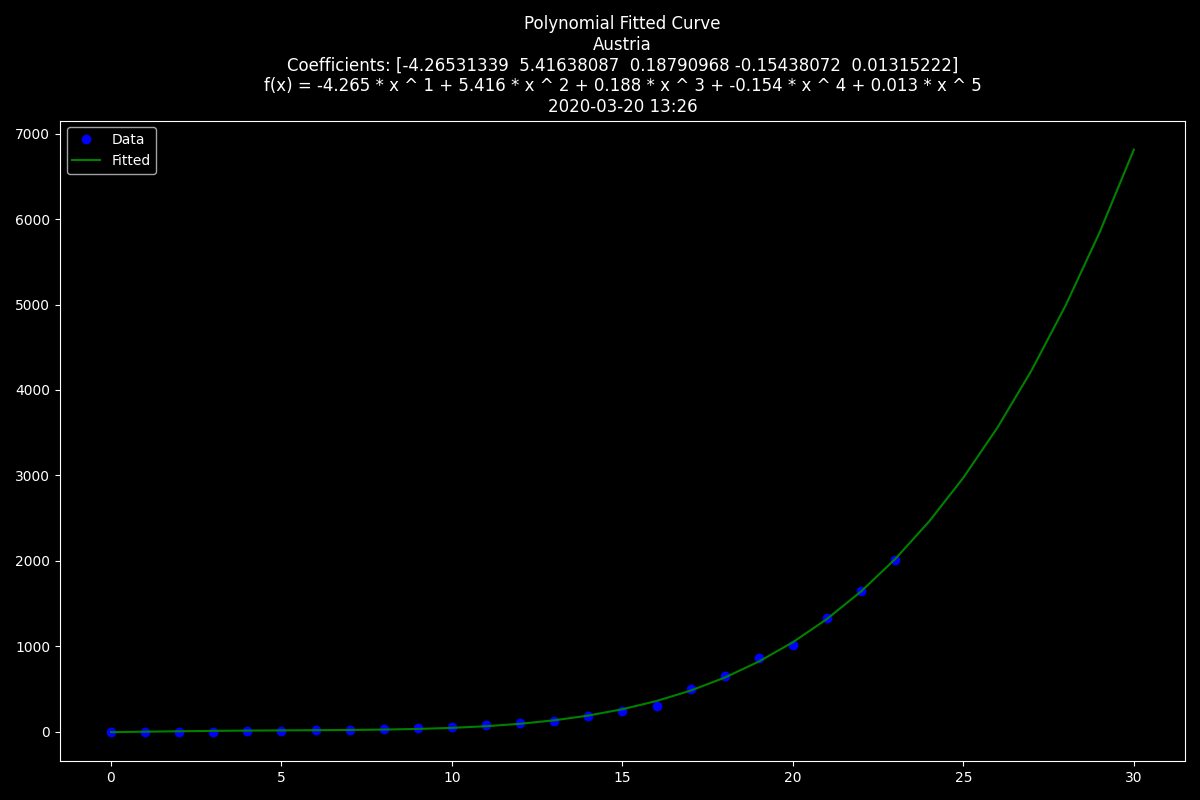 Polynomial Fitted Curve
Austria
Coefficients: [-4.26531339  5.41638087  0.18790968 -0.15438072  0.01315222]
f(x) = -4.265 * x ^ 1 + 5.416 * x ^ 2 + 0.188 * x ^ 3 + -0.154 * x ^ 4 + 0.013 * x ^ 5
2020-03-20 13:26
Data
Fitted
7000
6000
5000
4000
3000
2000
1000
0
0 5 10 15 20 25 30